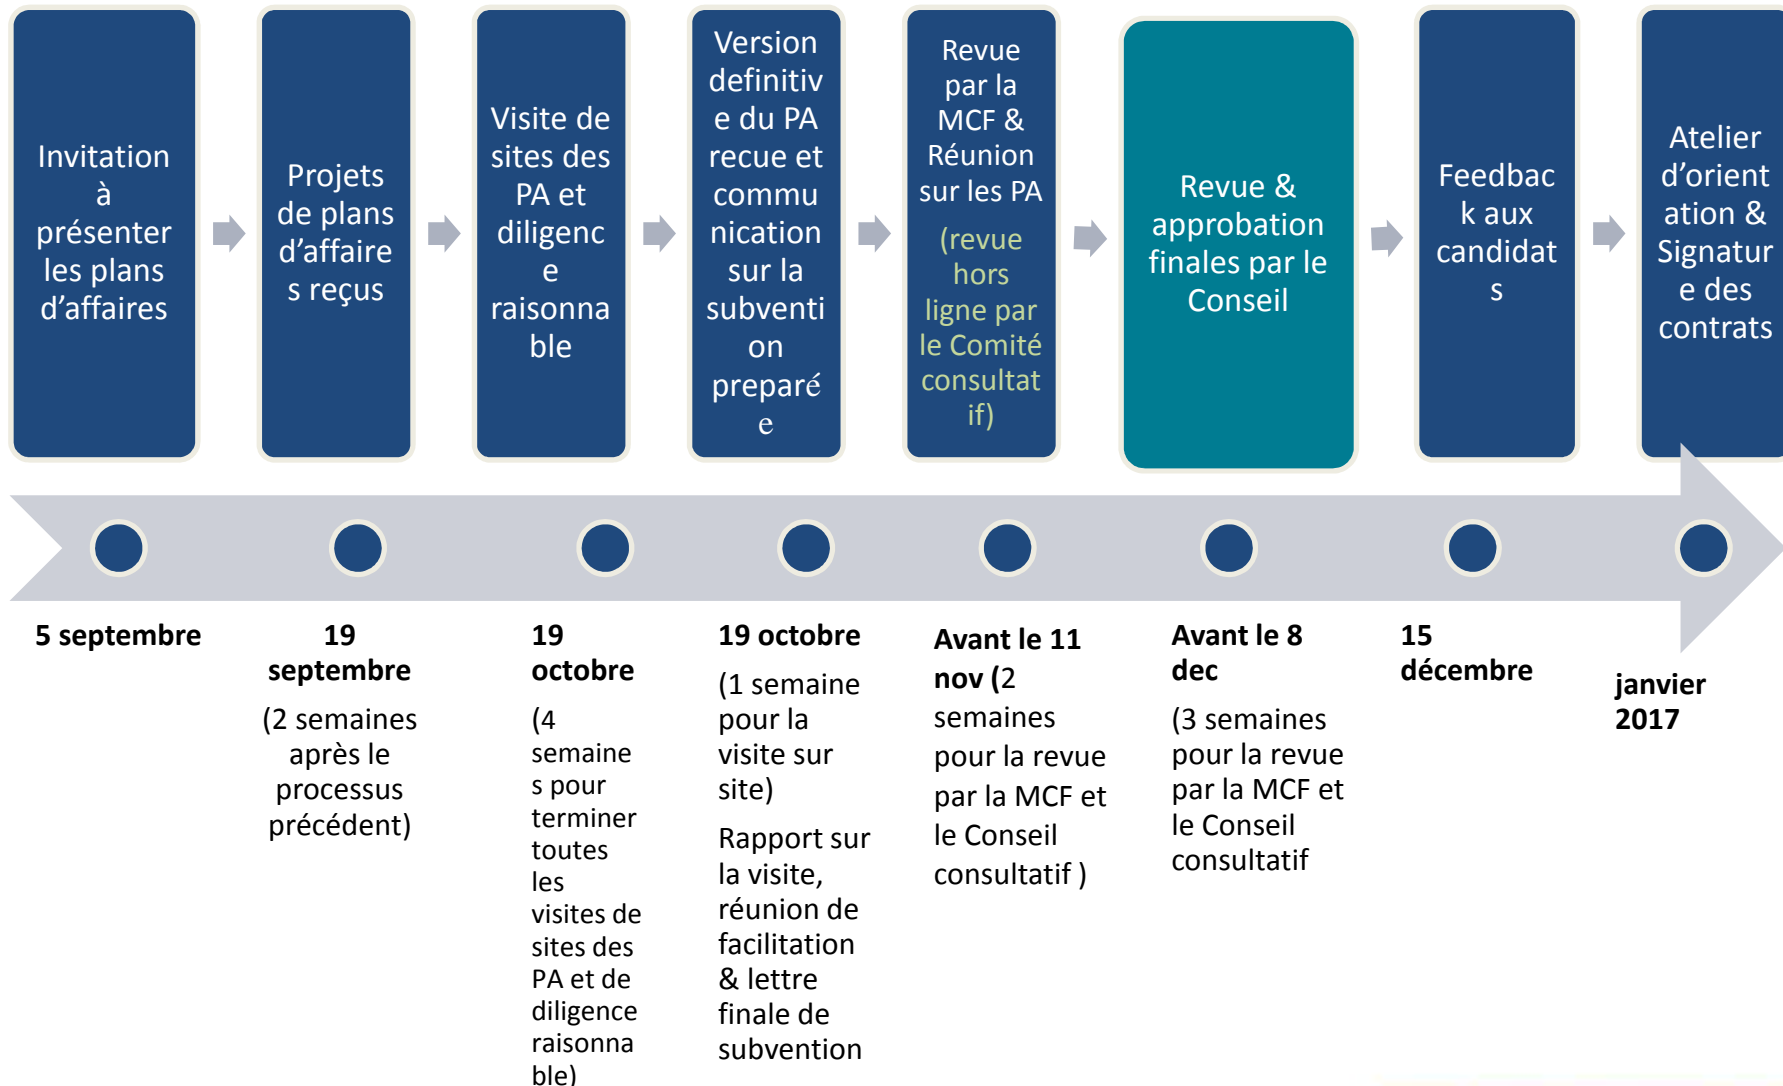 Invitation
à
présenter
les plans
d’affaires
Projets
de plans
d’affaire
s reçus
Visite de
sites des
PA et
diligenc
e
raisonna
ble
Version
definitiv
e du PA
recue et
commu
nication
sur la
subventi
on
preparé
e
Revue
par la
MCF &
Réunion
sur les PA
(revue
hors
ligne par
le Comité
consultat
if)
Revue &
approbation
finales par le
Conseil
Feedbac
k aux
candidat
s
Atelier
d’orient
ation &
Signatur
e des
contrats
5 septembre
19
septembre
(2 semaines
après le
processus
précédent)
19
octobre
(4
semaine
s pour
terminer
toutes
les
visites de
sites des
PA et de
diligence
raisonna
ble)
19 octobre
(1 semaine
pour la
visite sur
site)
Rapport sur
la visite,
réunion de
facilitation
& lettre
finale de
subvention
Avant le 11
nov (2
semaines
pour la revue
par la MCF et
le Conseil
consultatif )
Avant le 8
dec
(3 semaines
pour la revue
par la MCF et
le Conseil
consultatif
15
décembre
janvier
2017